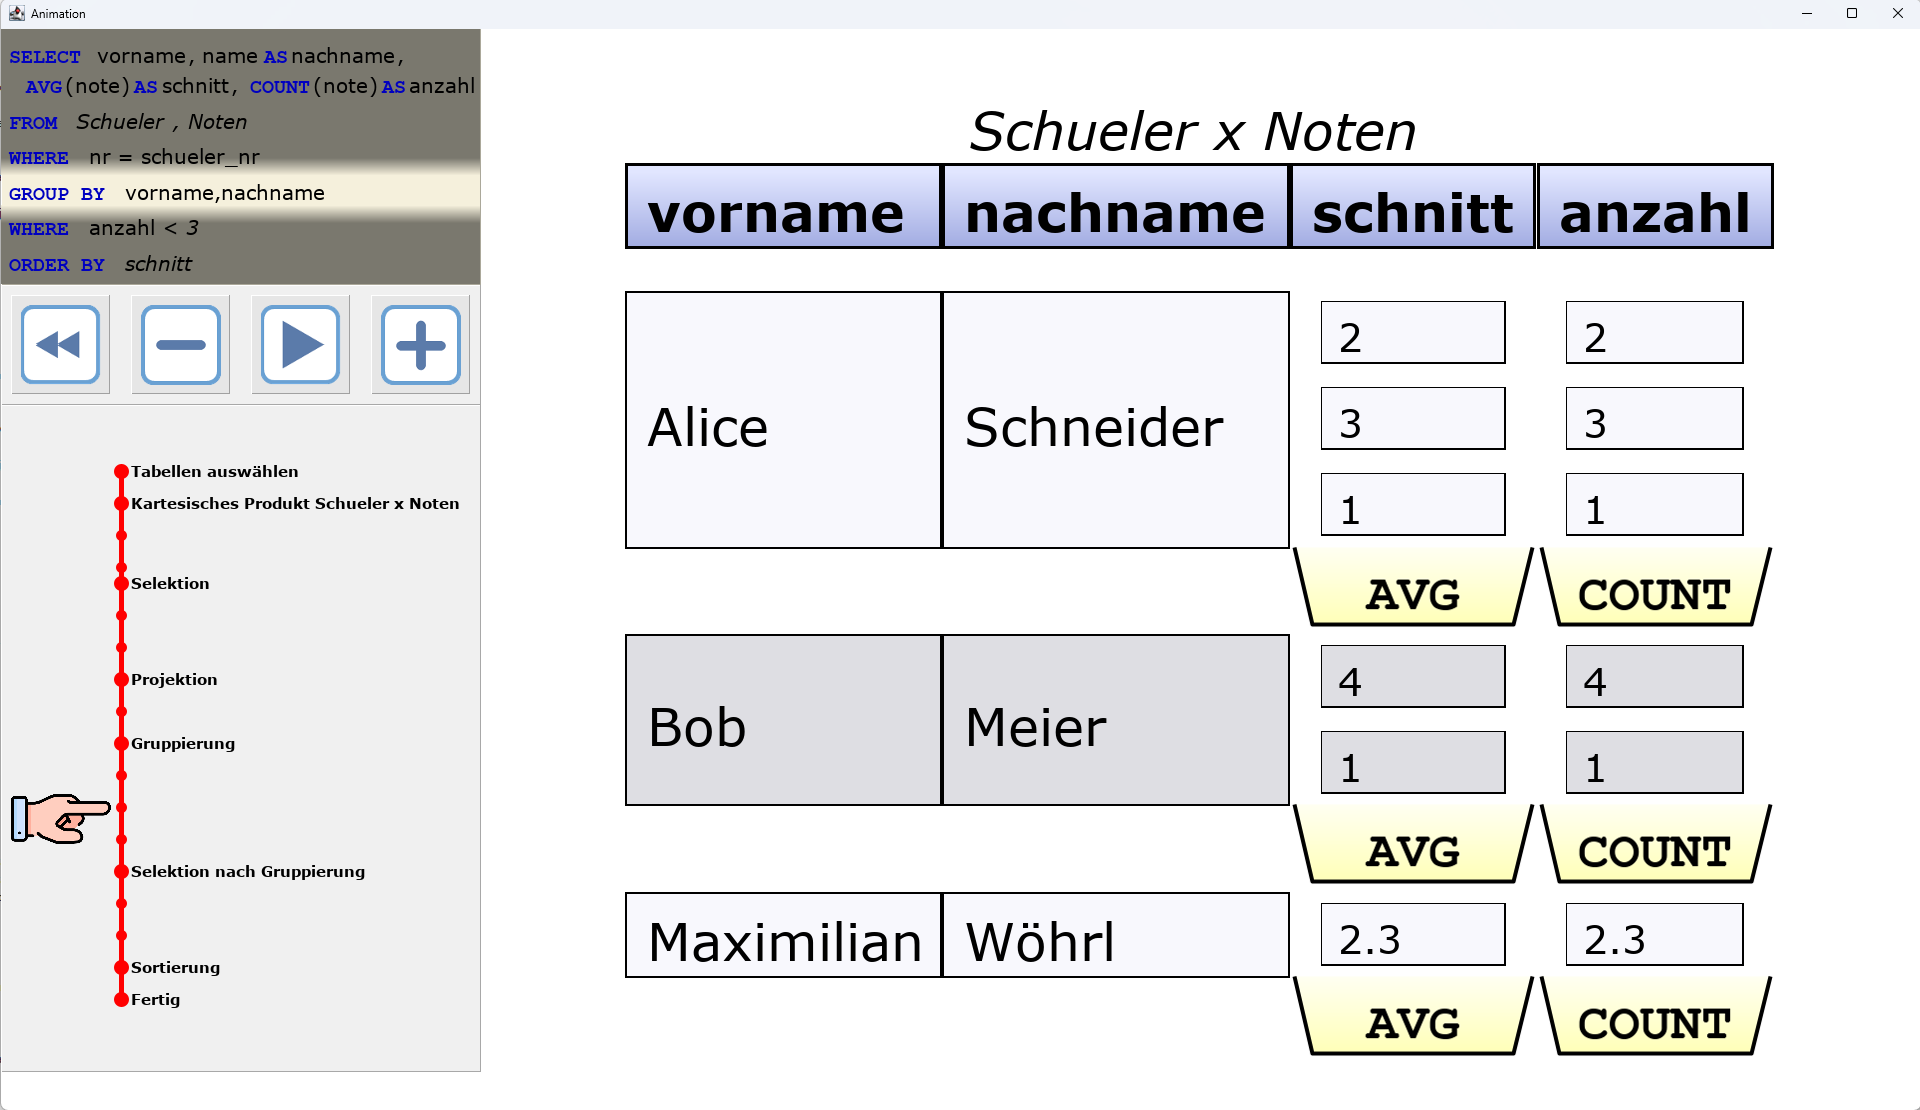 Animation
SELECT vorname, name AS nachname,
AVG(note) AS schnitt, COUNT(note) AS anzahl
FROM Schueler , Noten
WHERE nr = schueler_nr
GROUP BY vorname,nachname
WHERE anzahl < 3
ORDER BY schnitt
Tabellen auswählen
Kartesisches Produkt Schueler x Noten
Selektion
Projektion
Gruppierung
Selektion nach Gruppierung
Sortierung
Fertig
Schueler x Noten
vorname nachname schnitt anzahl
2 2
3 3
Alice Schneider
1 1
AVG COUNT
4 4
Bob Meier
1 1
AVG COUNT
Maximilian Wöhrl 2.3 2.3
AVG COUNT